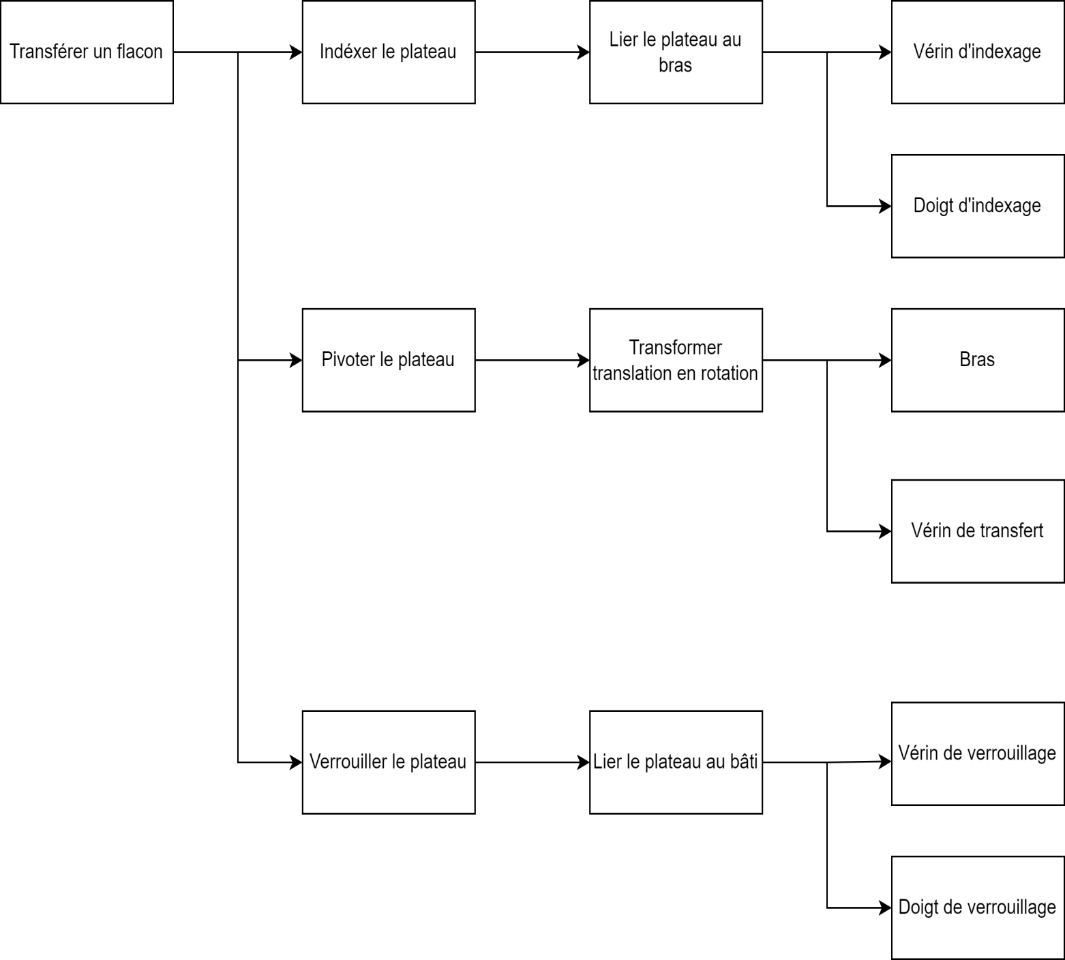 Transférer un flacon
Indéxer le plateau
Lier le plateau au
bras
Vérin d'indexage
Doigt d'indexage
Pivoter le plateau
Transformer
translation en rotation
Bras
Vérin de transfert
Verrouiller le plateau
Lier le plateau au bâti
Vérin de verrouillage
Doigt de verrouillage